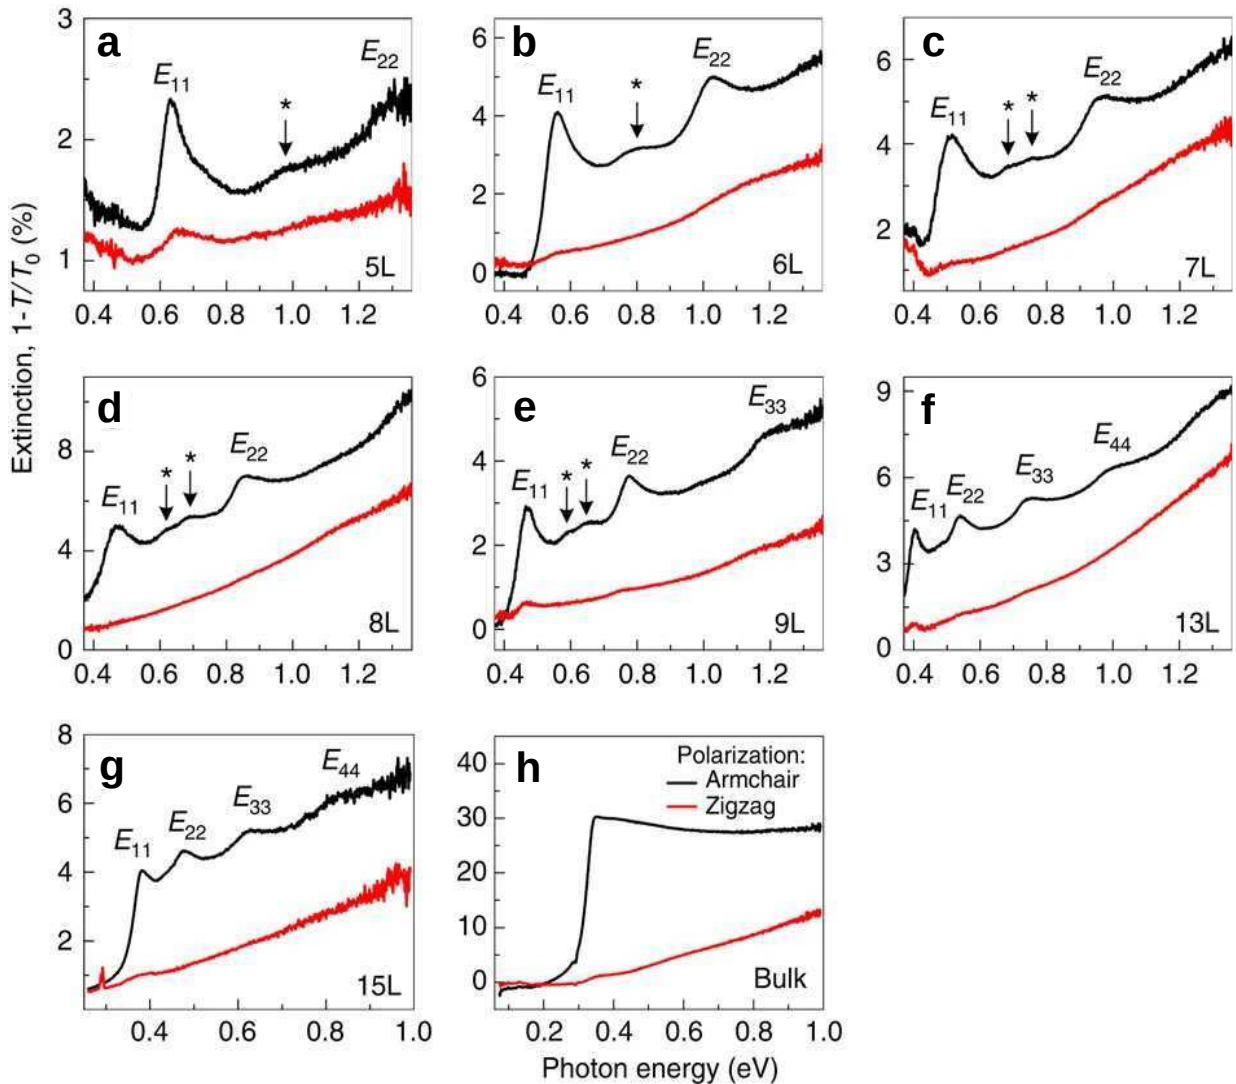 Extinction, 1-T/T0 (%)
a
3
2
1
E11
*
E22
5L
0.4 0.6 0.8 1.0 1.2
b
6
4
2
0
E11
*
E22
6L
0.4 0.6 0.8 1.0 1.2
c
6
4
2
E11
* *
E22
7L
0.4 0.6 0.8 1.0 1.2
d
8
4
0
E11
* *
E22
8L
0.4 0.6 0.8 1.0 1.2
e
6
4
2
0
E11
* *
E22
E33
9L
0.4 0.6 0.8 1.0 1.2
f
9
6
3
0
E11
E22
E33
E44
13L
0.4 0.6 0.8 1.0 1.2
g
8
6
4
2
E11
E22
E33
E44
15L
0.4 0.6 0.8 1.0
h
40
30
20
10
0
Polarization:
Armchair
Zigzag
Bulk
0.2 0.4 0.6 0.8 1.0
Photon energy (eV)